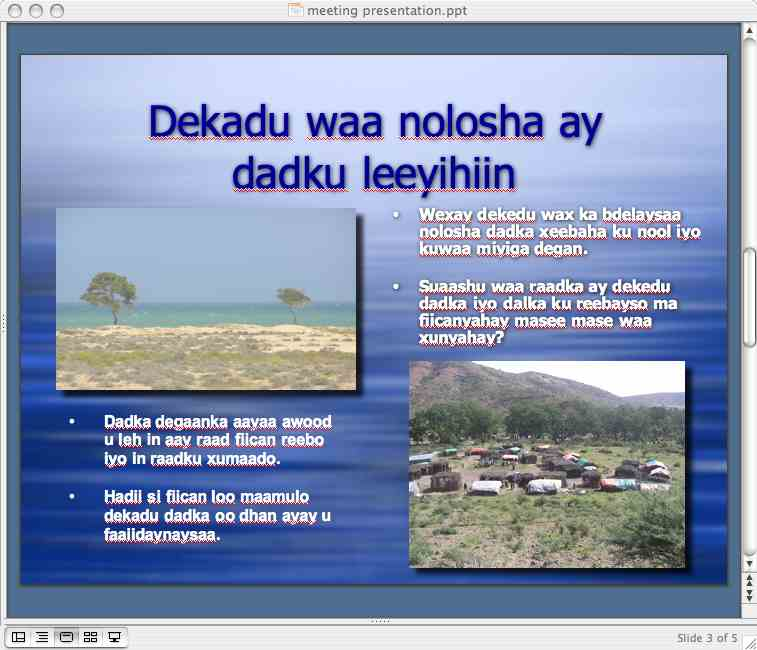 meeting presentation.ppt
Dekadu waa nolosha ay
dadku leeyihiin
• Wexay dekedu wax ka bdelaysaa
nolosha dadka xeebaha ku nool iyo
kuwaa miyiga degan.
• Suaashu waa raadka ay dekedu
dadka iyo dalka ku reebayso ma
fiicanyahay masee mase waa
xunyahay?
• Dadka degaanka aayaa awood
u leh in aay raad fiican reebo
iyo in raadku xumaado.
• Hadii si fiican loo maamulo
dekadu dadka oo dhan ayay u
faaiidaynaysaa.
Slide 3 of 5